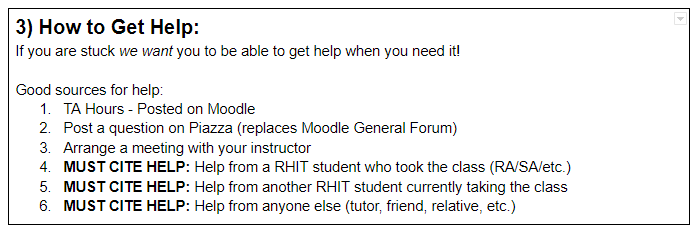 3) How to Get Help:
If you are stuck we want you to be able to get help when you need it!
Good sources for help:
1. TA Hours - Posted on Moodle
2. Post a question on Piazza (replaces Moodle General Forum)
3. Arrange a meeting with your instructor
4. MUST CITE HELP: Help from a RHIT student who took the class (RA/SA/etc.)
5. MUST CITE HELP: Help from another RHIT student currently taking the class
6. MUST CITE HELP: Help from anyone else (tutor, friend, relative, etc.)